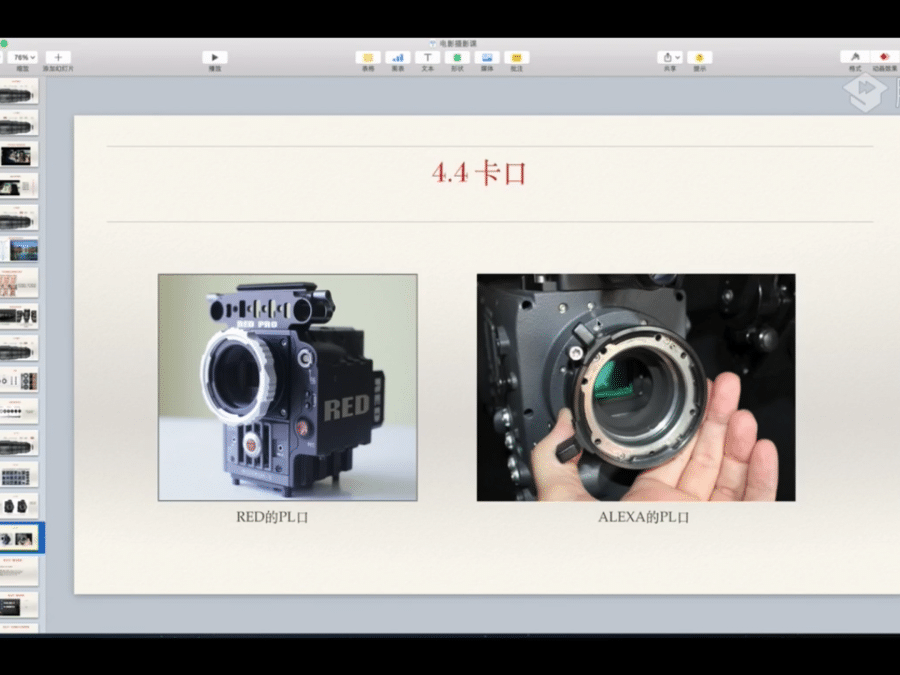 电影摄影课
76%
缩放
添加幻灯片
播放
表格
图表
文本
形状
媒体
批注
共享
提示
格式
动画效果
4.4 卡口
RED PRO
RED
RED的PL口
ALEXA的PL口